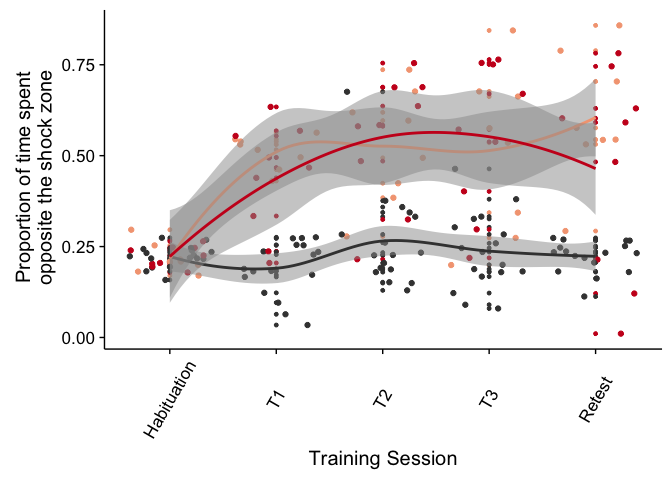 Proportion of time spent
opposite the shock zone
0.75
0.50
0.25
0.00
Habituation
T1
T2
T3
Retest
Training Session